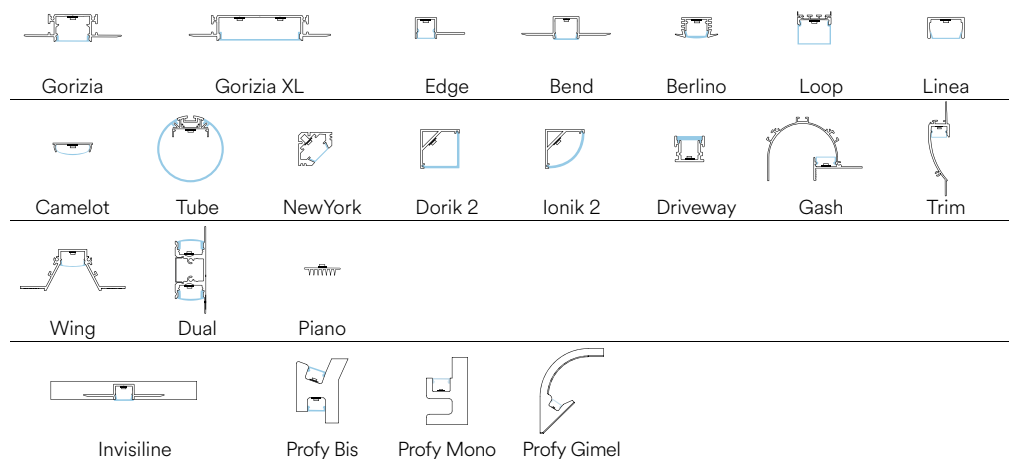 Gorizia Gorizia XL Edge Bend Berlino Loop Linea
Camelot Tube NewYork Dorik 2 Ionik 2 Driveway Gash Trim
Wing Dual Piano
Invisiline Profy Bis Profy Mono Profy Gimel